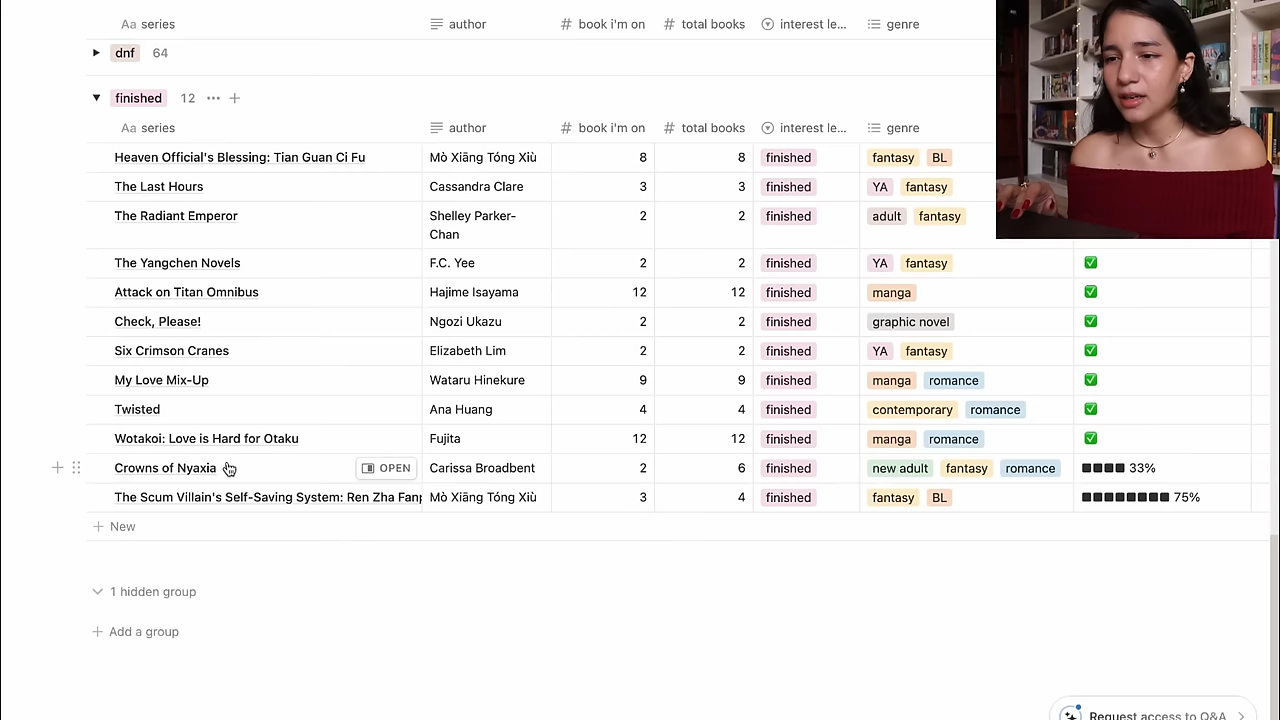 Aa series author # book i'm on # total books interest le... genre
dnf 64
finished 12 ... +
Aa series author # book i'm on # total books interest le... genre
Heaven Official's Blessing: Tian Guan Ci Fu Mò Xiāng Tóng Xiù 8 8 finished fantasy BL
The Last Hours Cassandra Clare 3 3 finished YA fantasy
The Radiant Emperor Shelley Parker-Chan 2 2 finished adult fantasy
The Yangchen Novels F.C. Yee 2 2 finished YA fantasy ✅
Attack on Titan Omnibus Hajime Isayama 12 12 finished manga ✅
Check, Please! Ngozi Ukazu 2 2 finished graphic novel ✅
Six Crimson Cranes Elizabeth Lim 2 2 finished YA fantasy ✅
My Love Mix-Up Wataru Hinekure 9 9 finished manga romance ✅
Twisted Ana Huang 4 4 finished contemporary romance ✅
Wotakoi: Love is Hard for Otaku Fujita 12 12 finished manga romance ✅
Crowns of Nyaxia OPEN Carissa Broadbent 2 6 finished new adult fantasy romance 33%
The Scum Villain's Self-Saving System: Ren Zha Fanp Mò Xiāng Tóng Xiù 3 4 finished fantasy BL 75%
+ New
1 hidden group
+ Add a group
Request access to Q&A